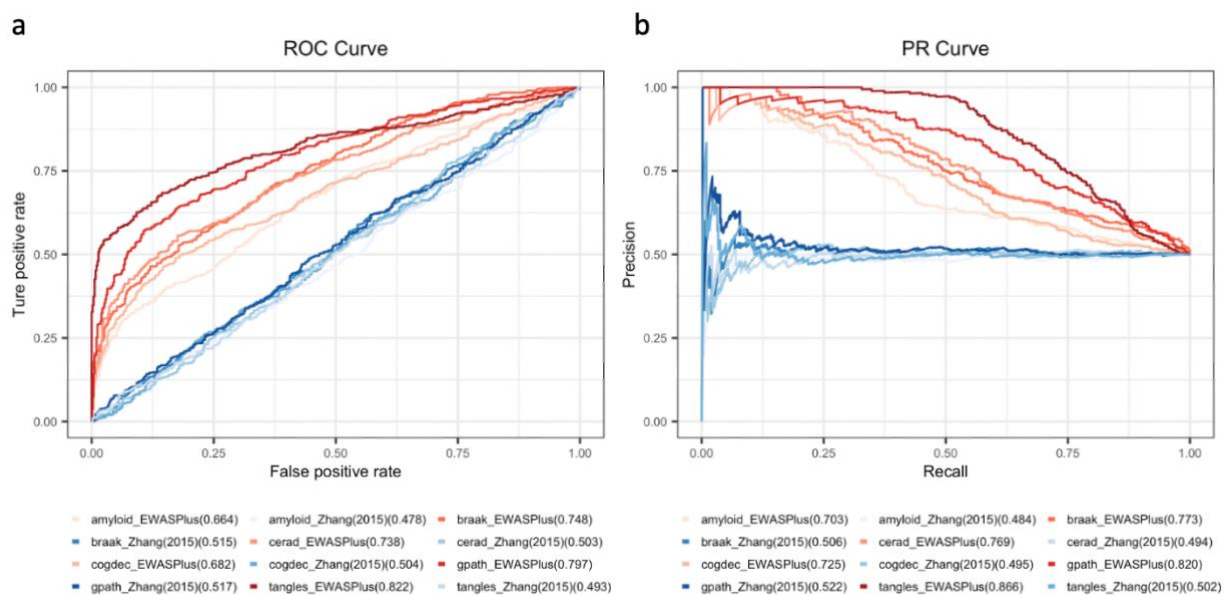 a
ROC Curve
1.00
0.75
0.50
0.25
0.00
Ture positive rate
0.00 0.25 0.50 0.75 1.00
False positive rate
amyloid_EWASPlus(0.664) amyloid_Zhang(2015)(0.478) braak_EWASPlus(0.748)
braak_Zhang(2015)(0.515) cerad_EWASPlus(0.738) cerad_Zhang(2015)(0.503)
cogdec_EWASPlus(0.682) cogdec_Zhang(2015)(0.504) gpath_EWASPlus(0.797)
gpath_Zhang(2015)(0.517) tangles_EWASPlus(0.822) tangles_Zhang(2015)(0.493)
b
PR Curve
1.00
0.75
0.50
0.25
0.00
Precision
0.00 0.25 0.50 0.75 1.00
Recall
amyloid_EWASPlus(0.703) amyloid_Zhang(2015)(0.484) braak_EWASPlus(0.773)
braak_Zhang(2015)(0.506) cerad_EWASPlus(0.769) cerad_Zhang(2015)(0.494)
cogdec_EWASPlus(0.725) cogdec_Zhang(2015)(0.495) gpath_EWASPlus(0.820)
gpath_Zhang(2015)(0.522) tangles_EWASPlus(0.866) tangles_Zhang(2015)(0.502)